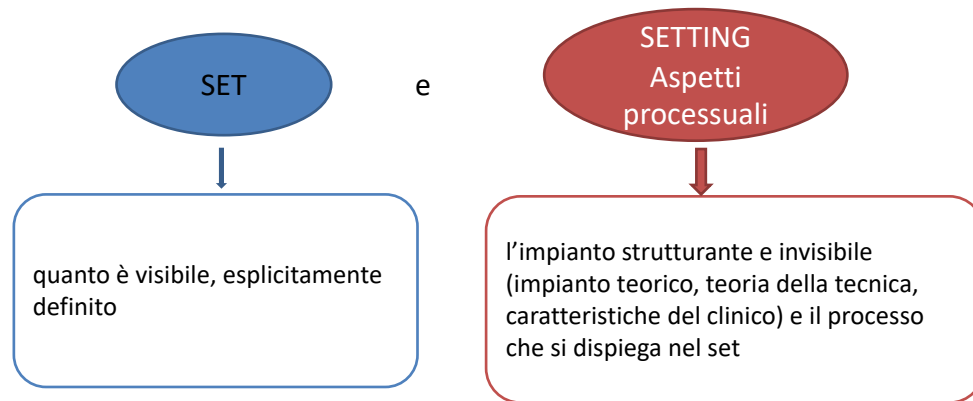 SET
e
SETTING
Aspetti
processuali
quanto è visibile, esplicitamente
definito
l’impianto strutturante e invisibile
(impianto teorico, teoria della tecnica,
caratteristiche del clinico) e il processo
che si dispiega nel set